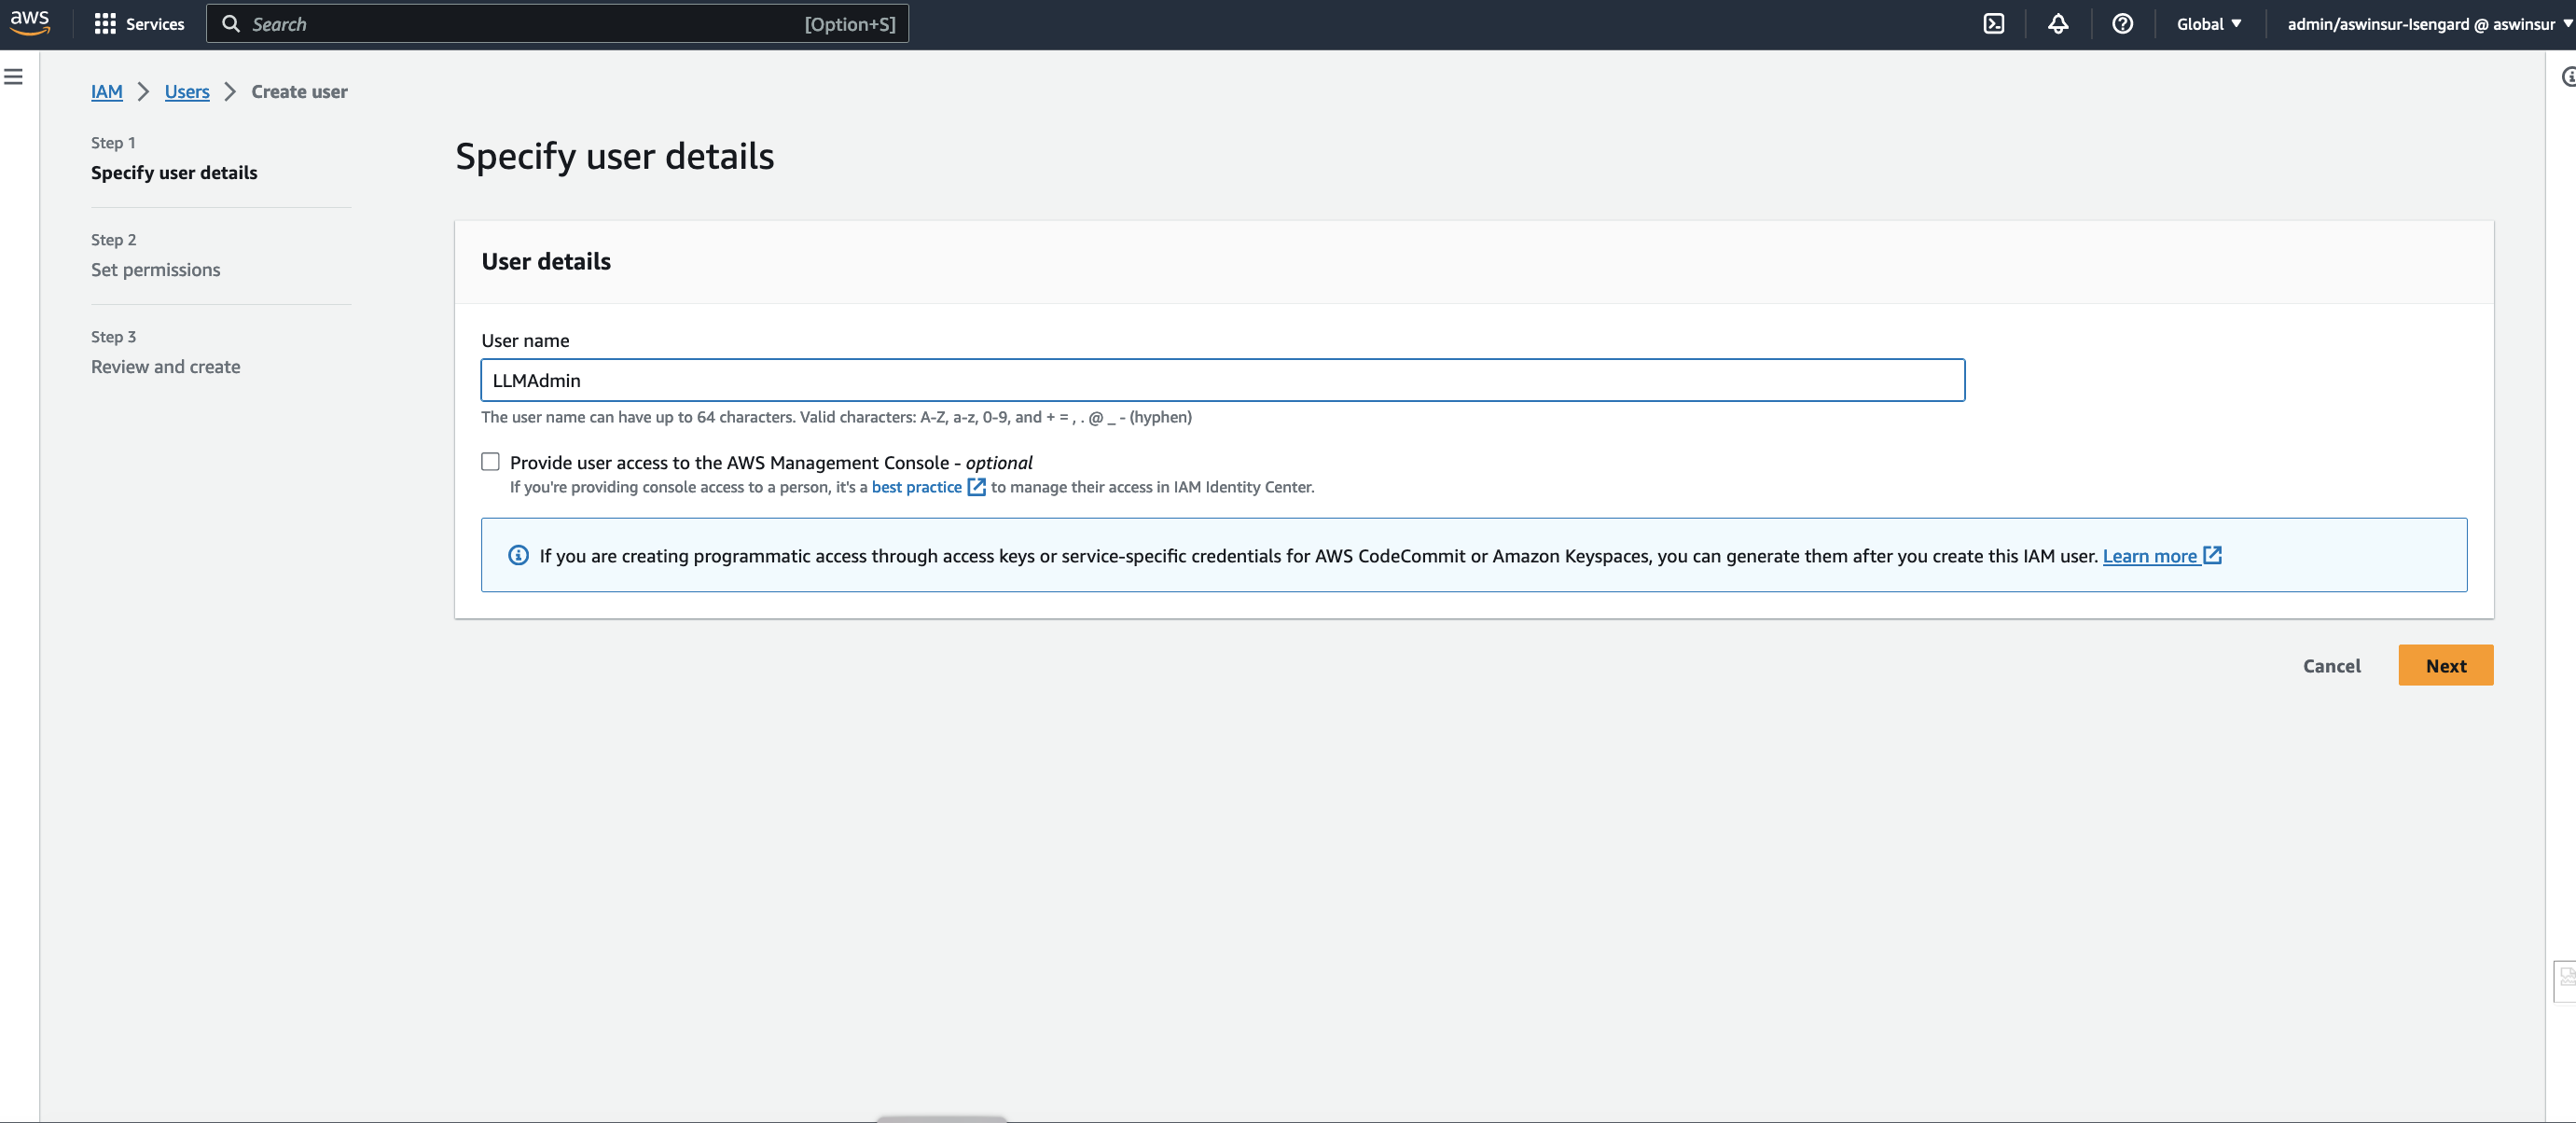 aws
Services
Search
[Option+S]
Global
admin/aswinsur-Isengard @ aswinsur
IAM
Users
Create user
Step 1
Specify user details
Step 2
Set permissions
Step 3
Review and create
Specify user details
User details
User name
LLMAdmin
The user name can have up to 64 characters. Valid characters: A-Z, a-z, 0-9, and + = , . @ _ - (hyphen)
Provide user access to the AWS Management Console - optional
If you're providing console access to a person, it's a best practice to manage their access in IAM Identity Center.
If you are creating programmatic access through access keys or service-specific credentials for AWS CodeCommit or Amazon Keyspaces, you can generate them after you create this IAM user. Learn more
Cancel
Next